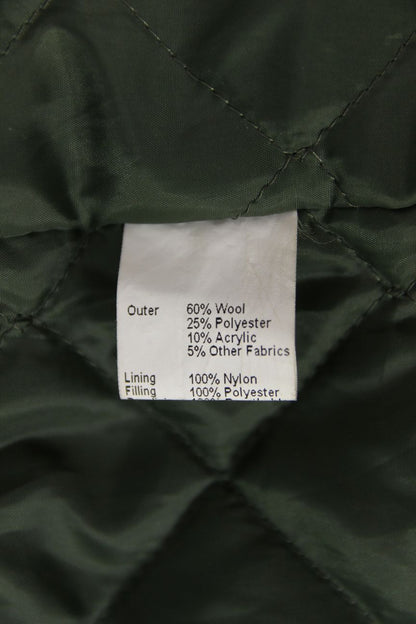 Outer 60% Wool
25% Polyester
10% Acrylic
5% Other Fabrics
Lining 100% Nylon
Filling 100% Polyester